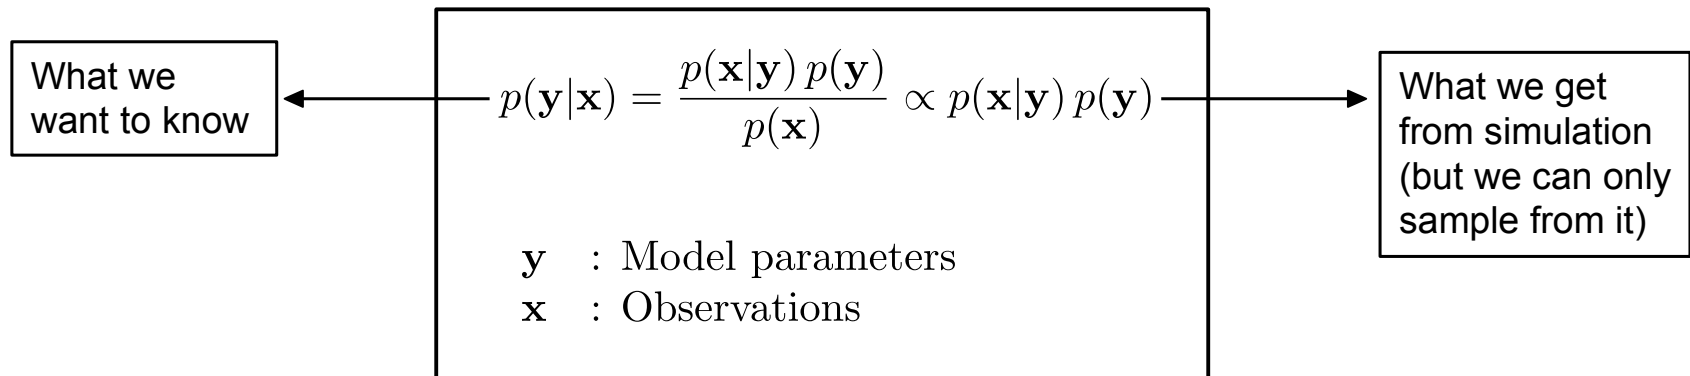 What we
want to know
p(y|x) = p(x|y) p(y) / p(x) ∝ p(x|y) p(y)
What we get
from simulation
(but we can only
sample from it)
y : Model parameters
x : Observations